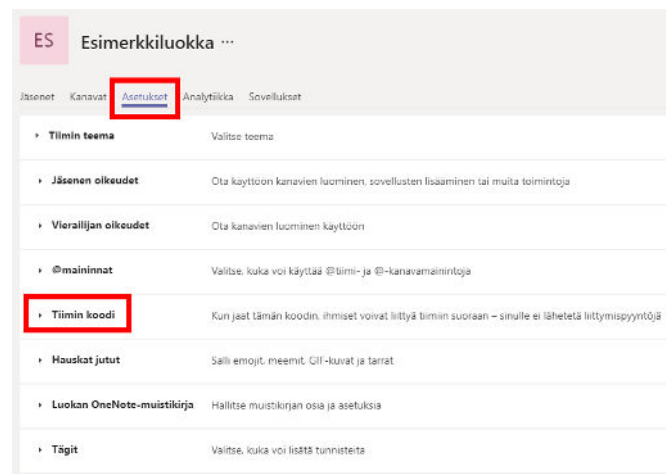 ES Esimerkkiluokka ···
Jäsenet Kanavat Asetukset Analytiikka Sovellukset
Tiimin teema Valitse teema
Jäsenen oikeudet Ota käyttöön kanavien luominen, sovellusten lisääminen tai muita toimintoja
Vierailijan oikeudet Ota kanavien luominen käyttöön
@maininnat Valitse, kuka voi käyttää @tiimi- ja @-kanavamainintoja
Tiimin koodi Kun jaat tämän koodin, ihmiset voivat liittyä tiimiin suoraan – sinulle ei lähetetä liittymispyyntöjä
Hauskat jutut Salli emojit, meemit, GIF-kuvat ja tarrat
Luokan OneNote-muistikirja Hallitse muistikirjan osia ja asetuksia
Tägit Valitse, kuka voi lisätä tunnisteita